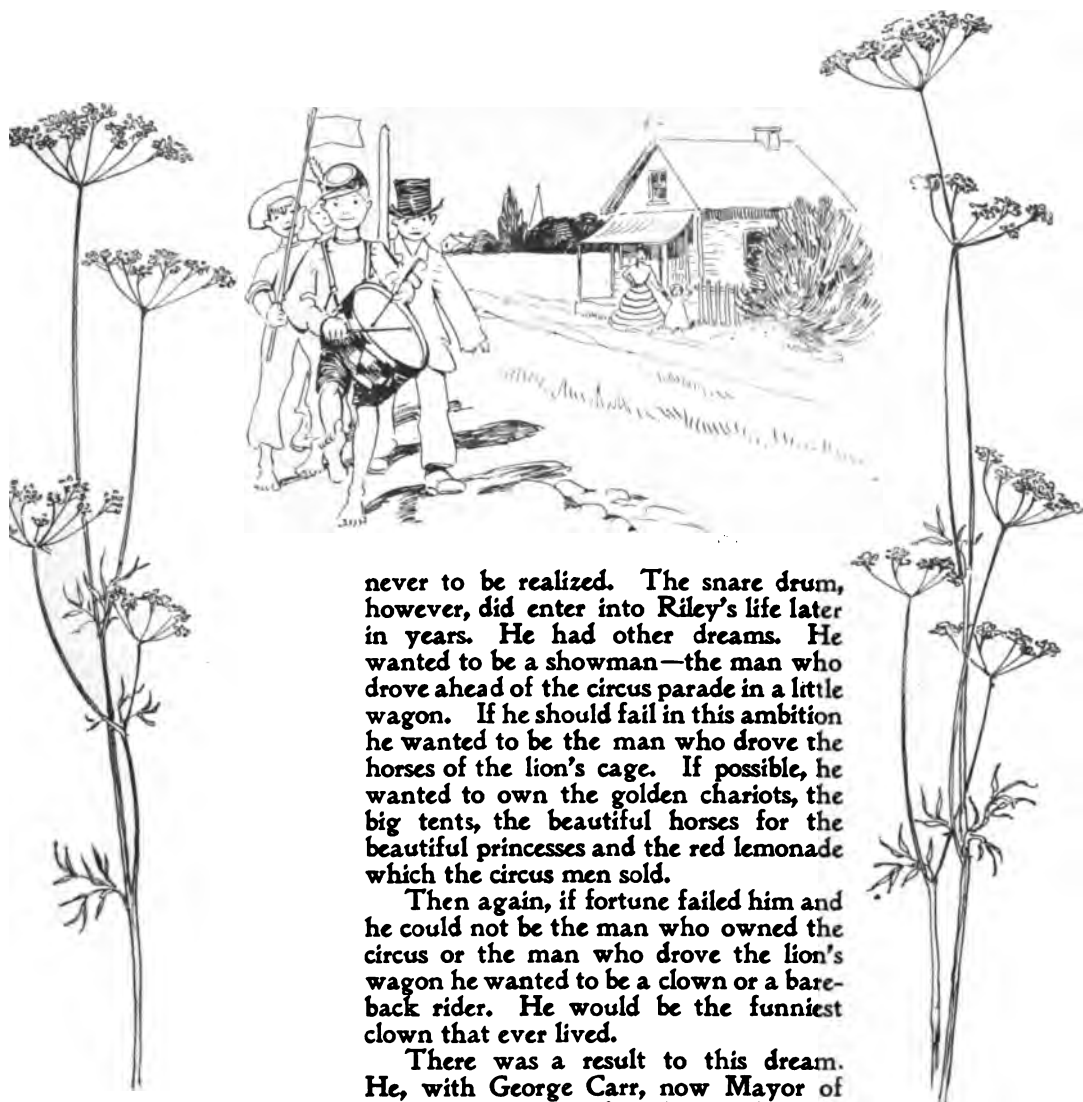 never to be realized. The snare drum,
however, did enter into Riley's life later
in years. He had other dreams. He
wanted to be a showman—the man who
drove ahead of the circus parade in a little
wagon. If he should fail in this ambition
he wanted to be the man who drove the
horses of the lion's cage. If possible, he
wanted to own the golden chariots, the
big tents, the beautiful horses for the
beautiful princesses and the red lemonade
which the circus men sold.
Then again, if fortune failed him and
he could not be the man who owned the
circus or the man who drove the lion's
wagon he wanted to be a clown or a bare-
back rider. He would be the funniest
clown that ever lived.
There was a result to this dream.
He, with George Carr, now Mayor of